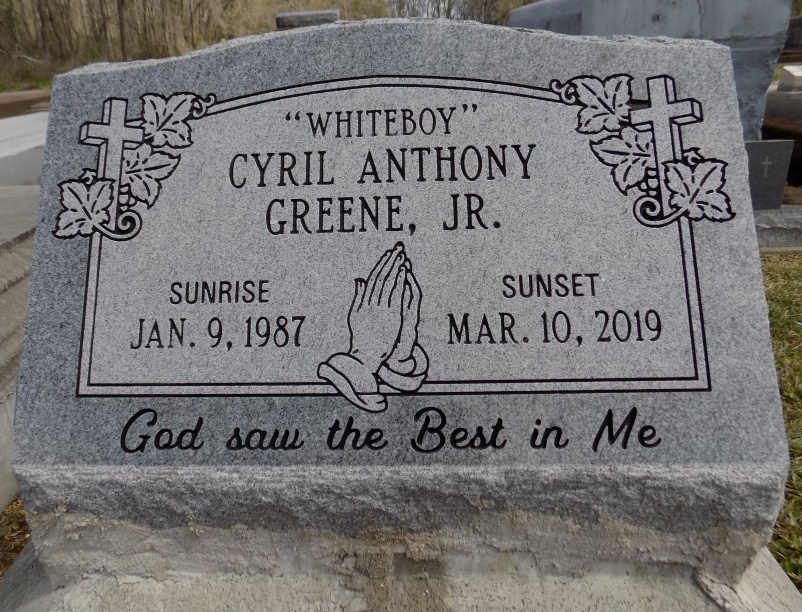 "WHITEBOY"
CYRIL ANTHONY
GREENE, JR.
SUNRISE SUNSET
JAN. 9, 1987 MAR. 10, 2019
God saw the Best in Me